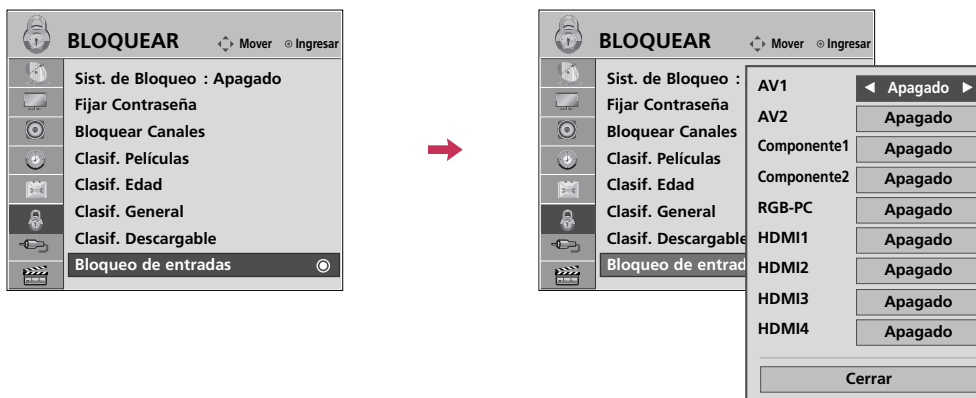 BLOQUEAR Mover Ingresar
Sist. de Bloqueo : Apagado
Fijar Contraseña
Bloquear Canales
Clasif. Películas
Clasif. Edad
Clasif. General
Clasif. Descargable
Bloqueo de entradas
BLOQUEAR Mover Ingresar
Sist. de Bloqueo :
Fijar Contraseña
Bloquear Canales
Clasif. Películas
Clasif. Edad
Clasif. General
Clasif. Descargable
Bloqueo de entrad
AV1 ◀ Apagado ▶
AV2 Apagado
Componente1 Apagado
Componente2 Apagado
RGB-PC Apagado
HDMI1 Apagado
HDMI2 Apagado
HDMI3 Apagado
HDMI4 Apagado
Cerrar